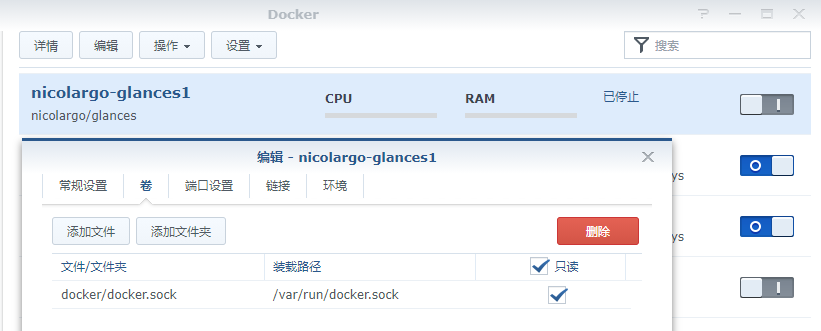 Docker
详情 编辑 操作 设置 搜索
nicolargo-glances1 CPU RAM 已停止
nicolargo/glances
编辑 - nicolargo-glances1
常规设置 卷 端口设置 链接 环境
ys
添加文件 添加文件夹 删除
ys
文件/文件夹 装载路径 只读
docker/docker.sock /var/run/docker.sock